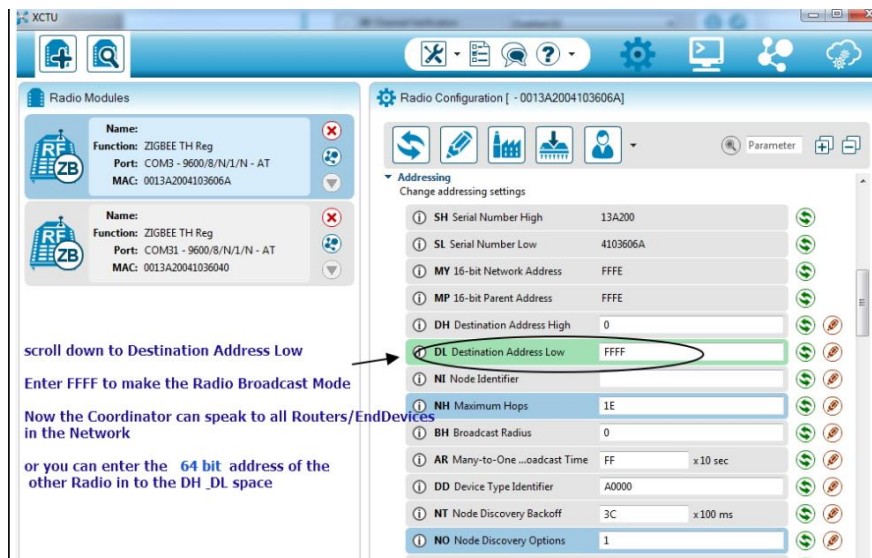 XCTU
Radio Modules
Name:
Function: ZIGBEE TH Reg
Port: COM3 - 9600/8/N/1/N - AT
MAC: 0013A2004103606A
Name:
Function: ZIGBEE TH Reg
Port: COM31 - 9600/8/N/1/N - AT
MAC: 0013A20041036040
scroll down to Destination Address Low
Enter FFFF to make the Radio Broadcast Mode
Now the Coordinator can speak to all Routers/EndDevices
in the Network
or you can enter the 64 bit address of the
other Radio in to the DH _DL space
Radio Configuration [ - 0013A2004103606A]
Parameter
Addressing
Change addressing settings
SH Serial Number High 13A200
SL Serial Number Low 4103606A
MY 16-bit Network Address FFFE
MP 16-bit Parent Address FFFE
DH Destination Address High 0
DL Destination Address Low FFFF
NI Node Identifier
NH Maximum Hops 1E
BH Broadcast Radius 0
AR Many-to-One ...oadcast Time FF x 10 sec
DD Device Type Identifier A0000
NT Node Discovery Backoff 3C x 100 ms
NO Node Discovery Options 1